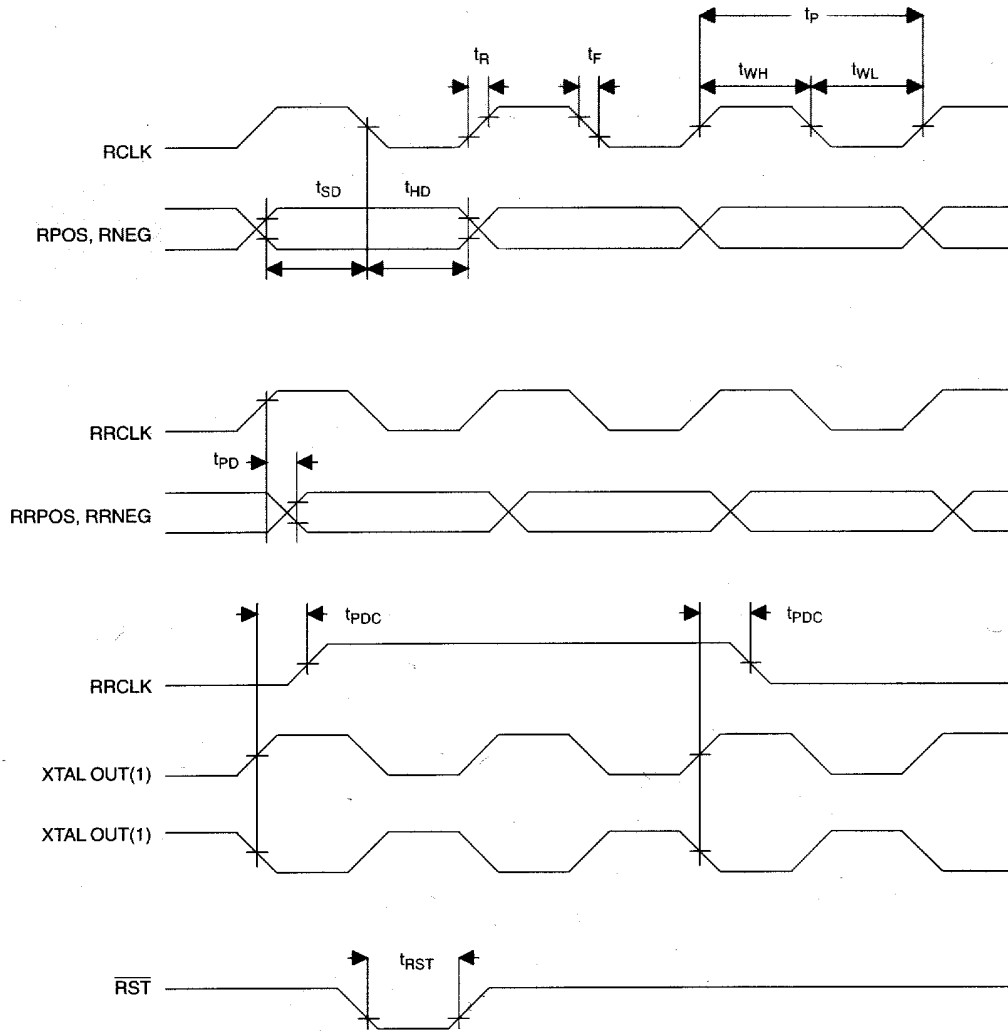 tP
tR
tF
tWH
tWL
RCLK
tSD
tHD
RPOS, RNEG
RRCLK
tPD
RRPOS, RRNEG
tPDC
tPDC
RRCLK
XTAL OUT(1)
XTAL OUT(1)
tRST
RST